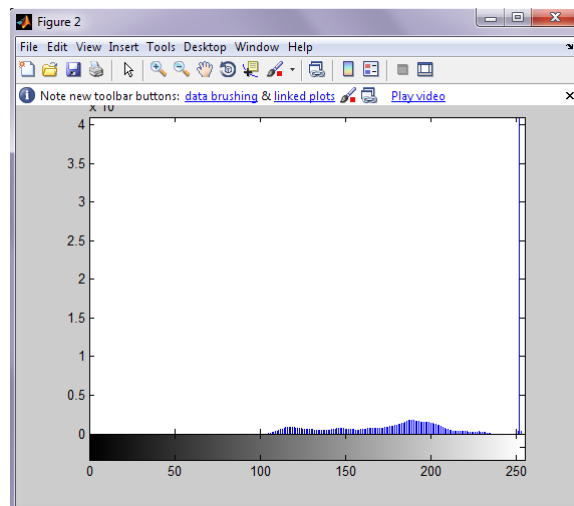 Figure 2
File Edit View Insert Tools Desktop Window Help
Note new toolbar buttons: data brushing & linked plots Play video
x 10
4
3.5
3
2.5
2
1.5
1
0.5
0
0 50 100 150 200 250